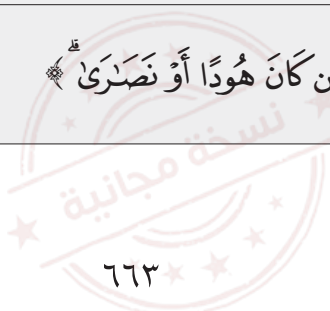 ن كَانَ هُودًا أَوْ نَصَـٰرَىٰ ۗ ﴾
نسخة مجانية
٦٦٣